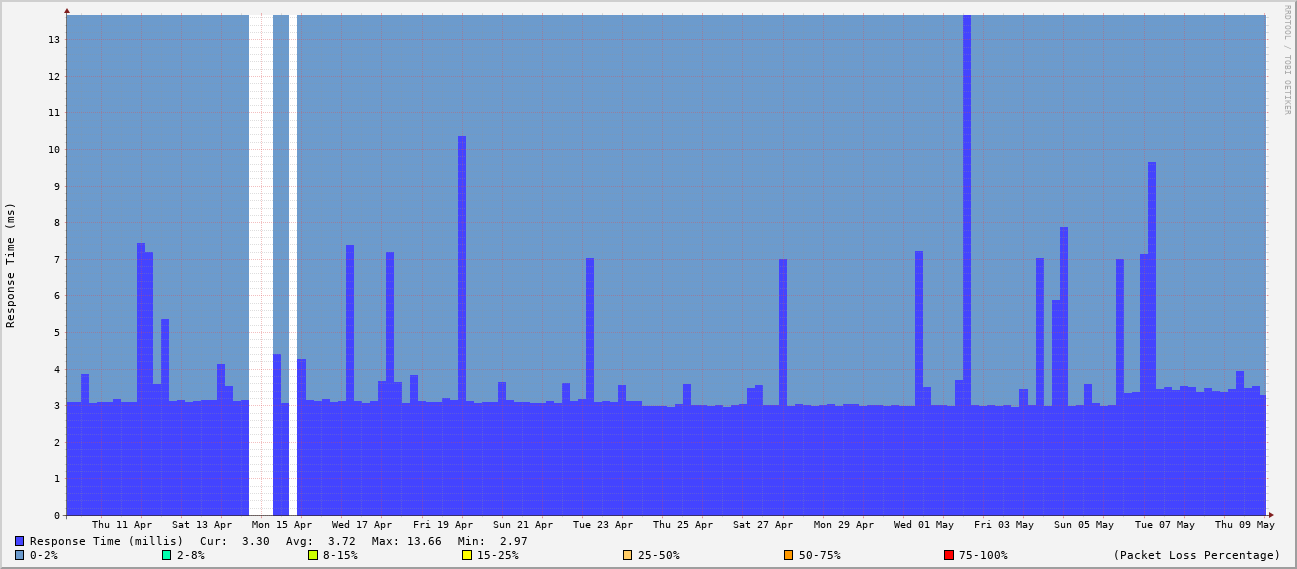 RRDTOOL / TOBI OETIKER
Response Time (ms)
13
12
11
10
9
8
7
6
5
4
3
2
1
0
Thu 11 Apr Sat 13 Apr Mon 15 Apr Wed 17 Apr Fri 19 Apr Sun 21 Apr Tue 23 Apr Thu 25 Apr Sat 27 Apr Mon 29 Apr Wed 01 May Fri 03 May Sun 05 May Tue 07 May Thu 09 May
Response Time (millis) Cur: 3.30 Avg: 3.72 Max: 13.66 Min: 2.97
0-2% 2-8% 8-15% 15-25% 25-50% 50-75% 75-100% (Packet Loss Percentage)